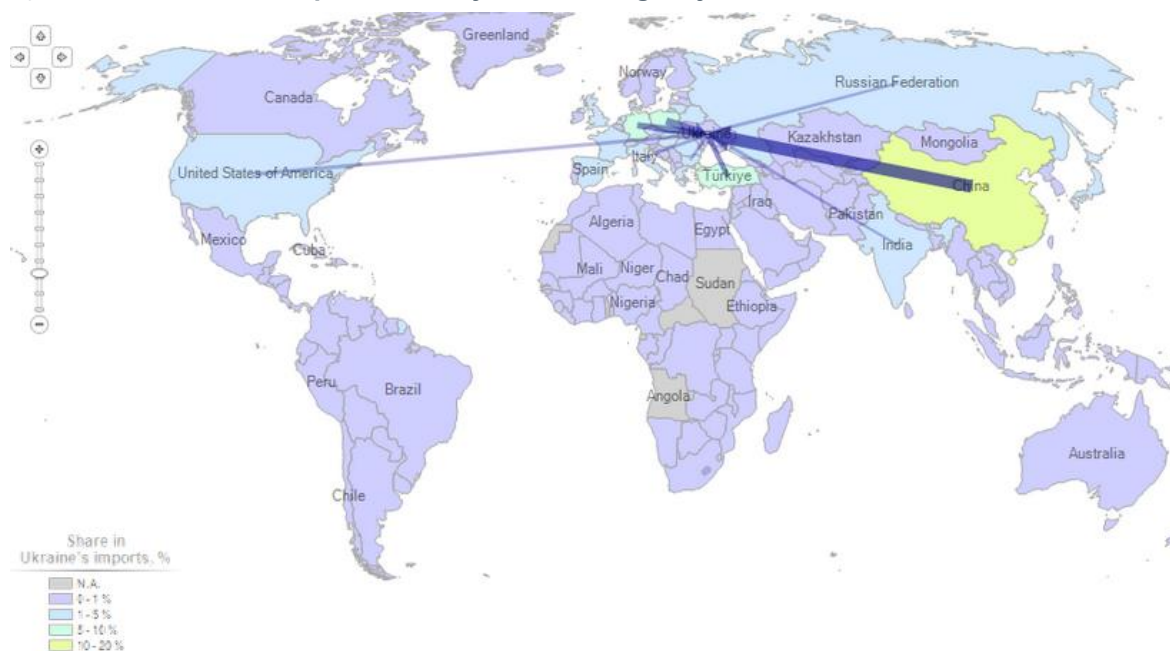 Greenland
Norway
Russian Federation
Canada
Ukraine
Kazakhstan
Mongolia
Italy
United States of America
Spain
Türkiye
China
Iraq
Pakistan
Algeria
Egypt
Mexico
Cuba
India
Mali
Niger
Chad
Sudan
Nigeria
Ethiopia
Peru
Brazil
Angola
Australia
Chile
Share in
Ukraine's imports, %
N.A.
0 - 1 %
1 - 5 %
5 - 10 %
10 - 20 %